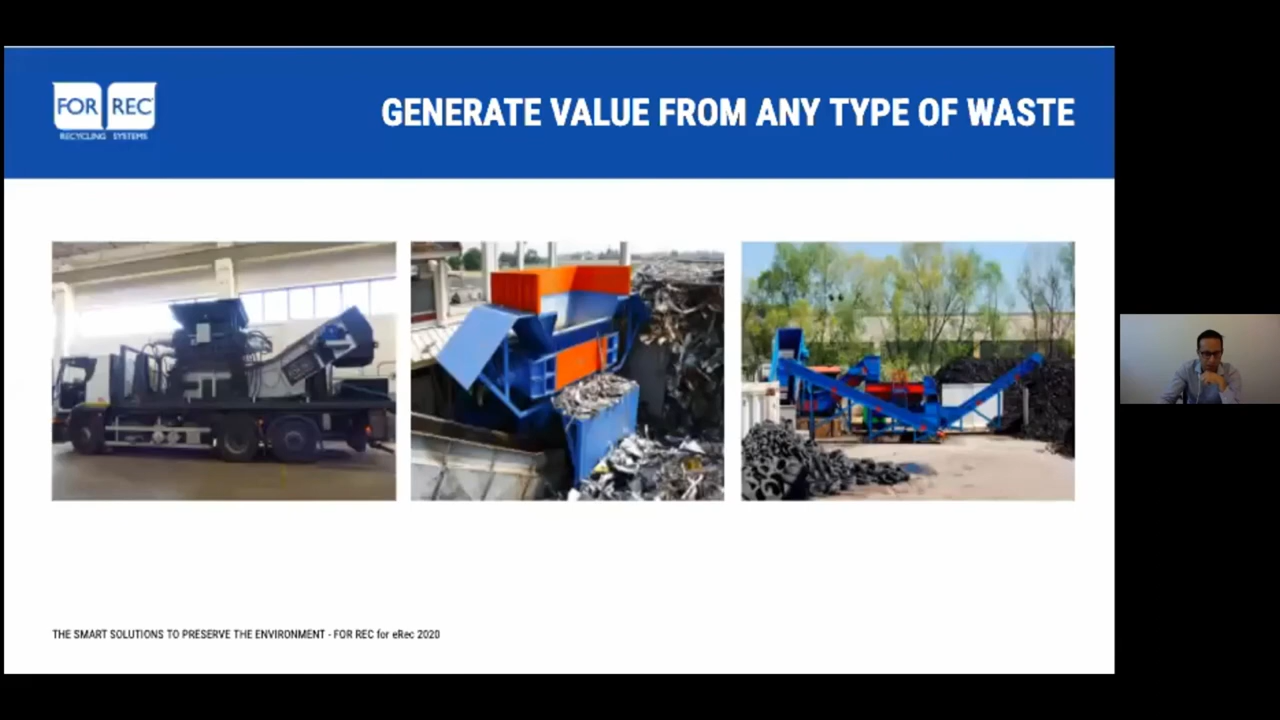 FOR REC
RECYCLING SYSTEMS
GENERATE VALUE FROM ANY TYPE OF WASTE
THE SMART SOLUTIONS TO PRESERVE THE ENVIRONMENT - FOR REC for eRec 2020